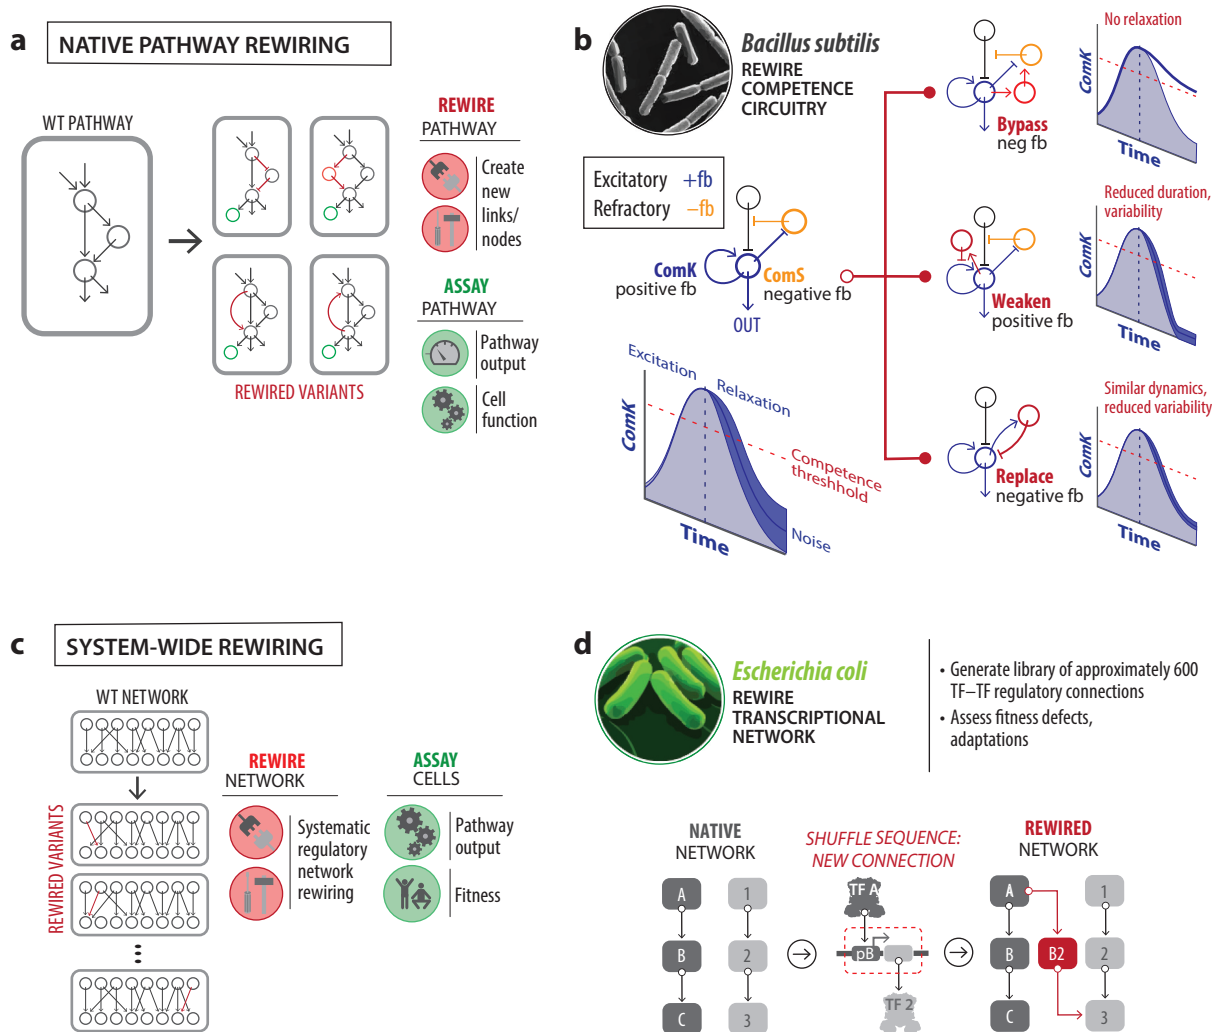 a
NATIVE PATHWAY REWIRING
WT PATHWAY
REWIRED VARIANTS
REWIRE
PATHWAY
Create
new
links/
nodes
ASSAY
PATHWAY
Pathway
output
Cell
function
b
Bacillus subtilis
REWIRE
COMPETENCE
CIRCUITRY
Excitatory +fb
Refractory –fb
ComK
positive fb
ComS
negative fb
OUT
Excitation
Relaxation
ComK
Competence
threshhold
Noise
Time
Bypass
neg fb
No relaxation
ComK
Time
Weaken
positive fb
Reduced duration,
variability
ComK
Time
Replace
negative fb
Similar dynamics,
reduced variability
ComK
Time
c
SYSTEM-WIDE REWIRING
WT NETWORK
REWIRED VARIANTS
REWIRE
NETWORK
Systematic
regulatory
network
rewiring
ASSAY
CELLS
Pathway
output
Fitness
d
Escherichia coli
REWIRE
TRANSCRIPTIONAL
NETWORK
• Generate library of approximately 600
TF–TF regulatory connections
• Assess fitness defects,
adaptations
NATIVE
NETWORK
A
1
B
2
C
3
SHUFFLE SEQUENCE:
NEW CONNECTION
TF A
pB
TF 2
REWIRED
NETWORK
A
1
B
B2
2
C
3